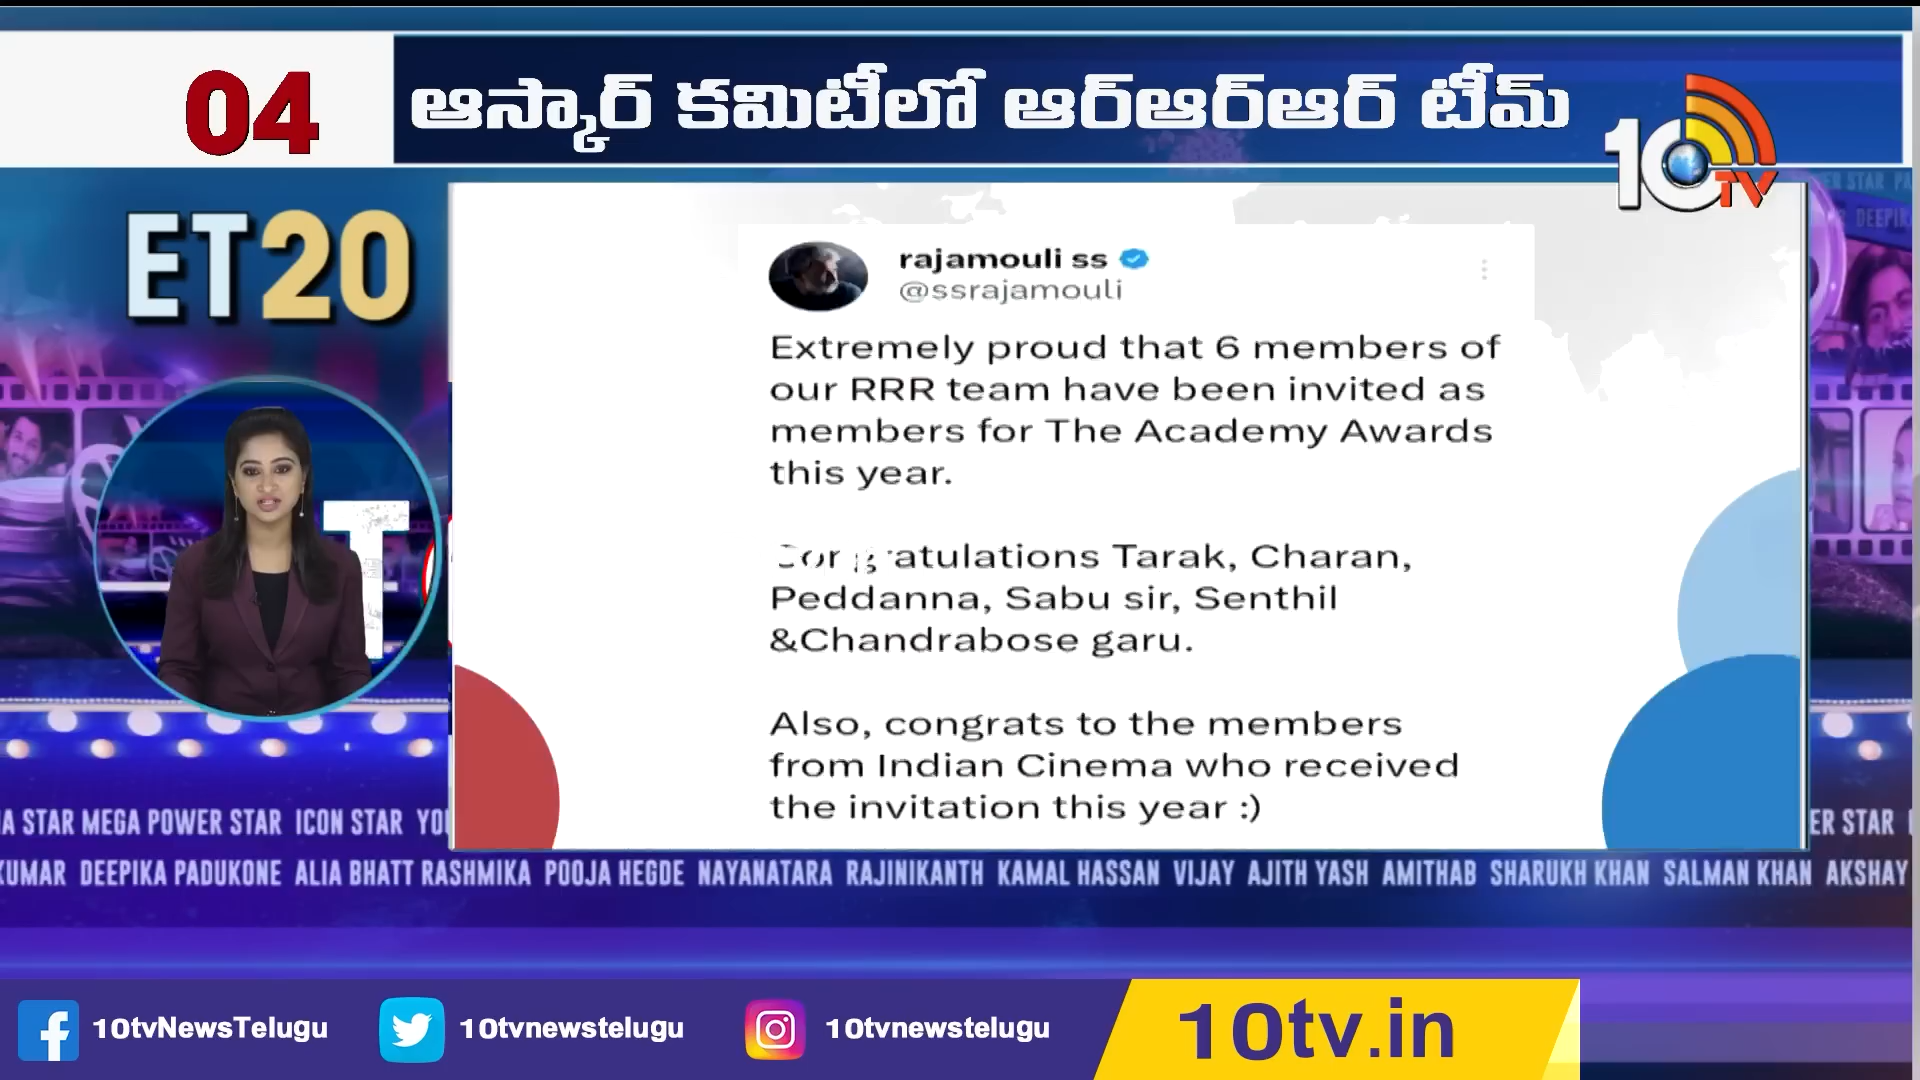 04
ఆస్కార్ కమిటీలో ఆర్ఆర్ఆర్ టీమ్
10TV
ET20
rajamouli ss
@ssrajamouli
Extremely proud that 6 members of
our RRR team have been invited as
members for The Academy Awards
this year.
Congratulations Tarak, Charan,
Peddanna, Sabu sir, Senthil
&Chandrabose garu.
Also, congrats to the members
from Indian Cinema who received
the invitation this year :)
STAR MEGA POWER STAR ICON STAR
STAR
KUMAR DEEPIKA PADUKONE ALIA BHATT RASHMIKA POOJA HEGDE NAYANATARA RAJINIKANTH KAMAL HASSAN VIJAY AJITH YASH AMITHAB SHARUKH KHAN SALMAN KHAN AKSHAY
10tvNewsTelugu
10tvnewstelugu
10tvnewstelugu
10tv.in